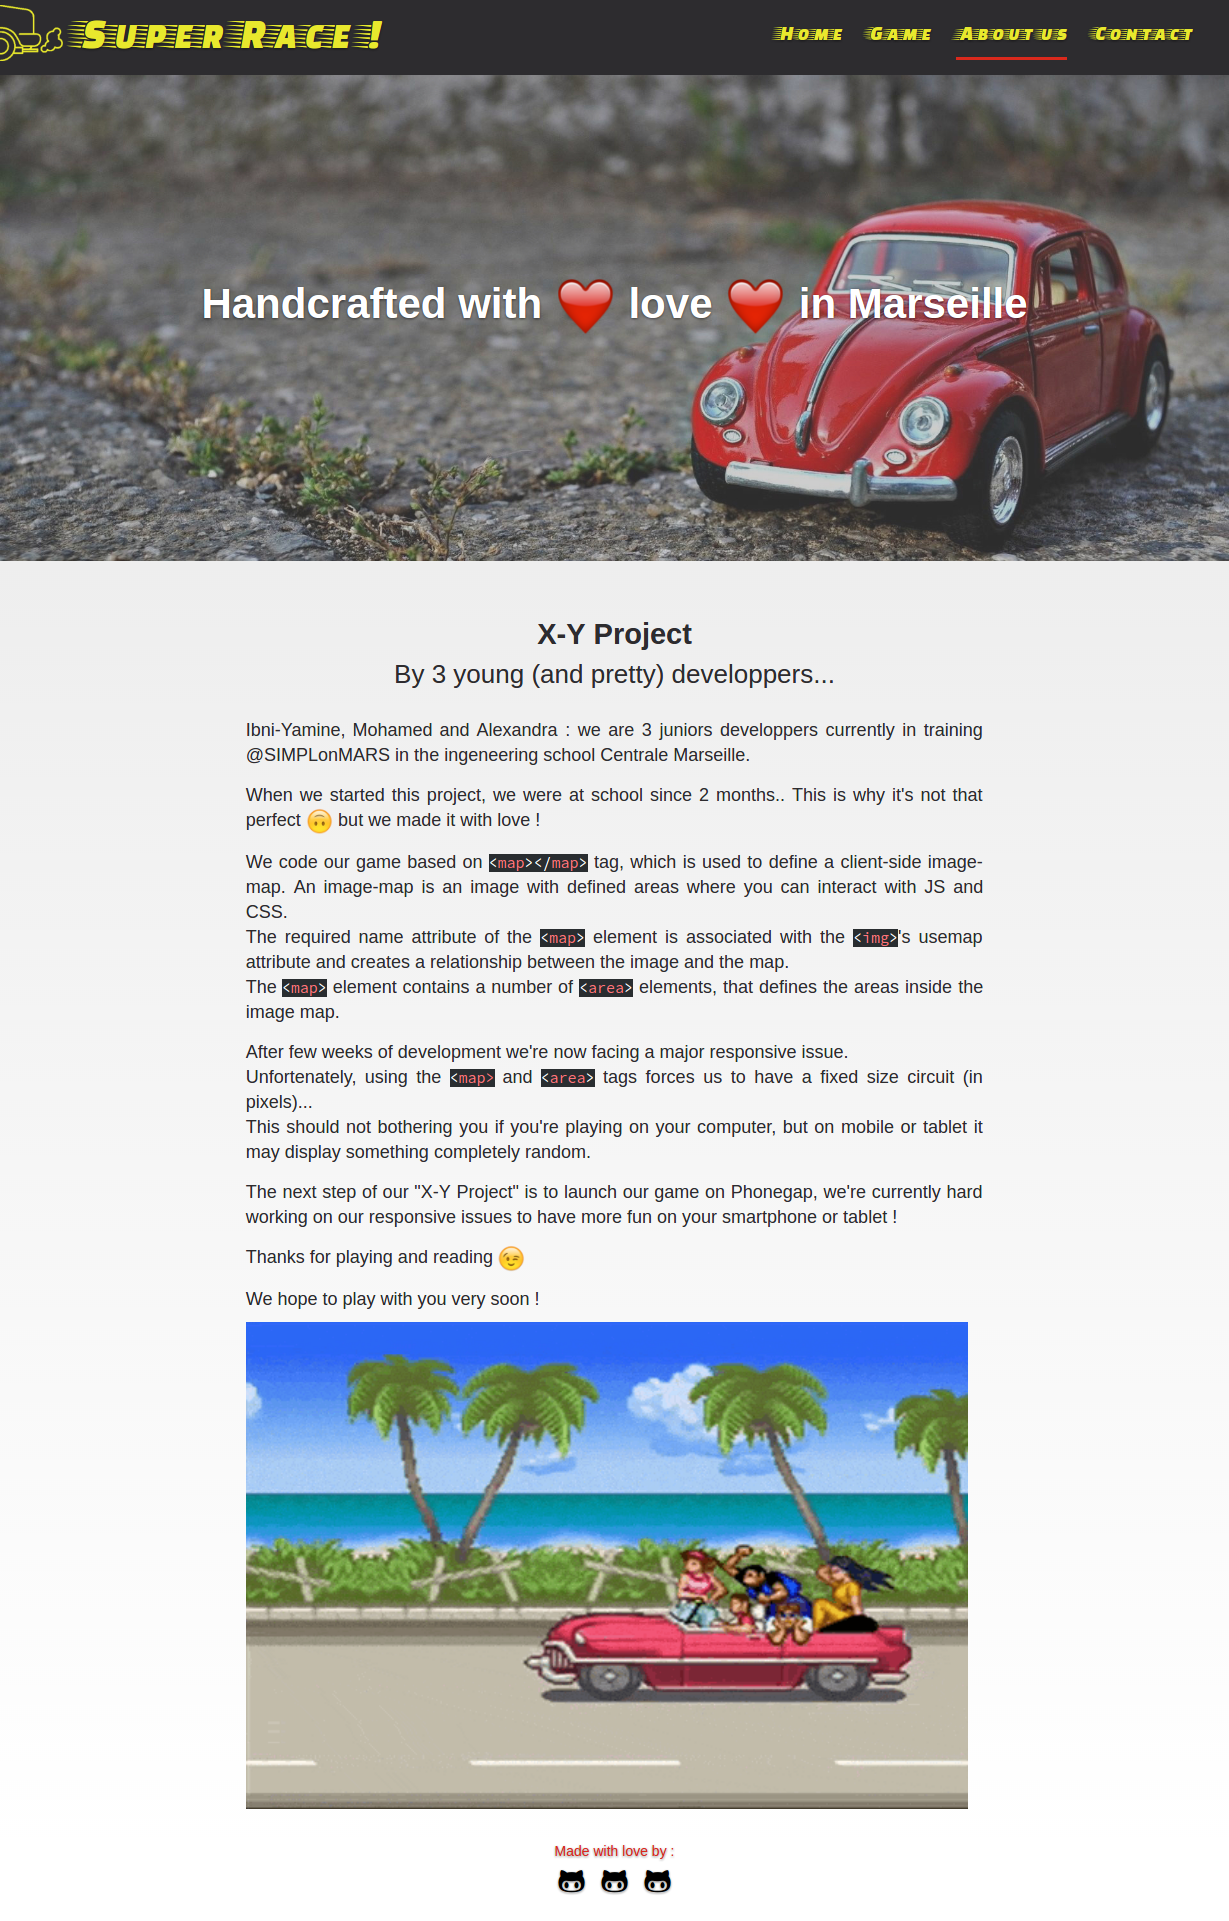 Super Race !
Home Game About us Contact
Handcrafted with ❤️ love ❤️ in Marseille
X-Y Project
By 3 young (and pretty) developpers...
Ibni-Yamine, Mohamed and Alexandra : we are 3 juniors developpers currently in training
@SIMPLonMARS in the ingeneering school Centrale Marseille.
When we started this project, we were at school since 2 months.. This is why it's not that
perfect 🙃 but we made it with love !
We code our game based on <map></map> tag, which is used to define a client-side image-
map. An image-map is an image with defined areas where you can interact with JS and
CSS.
The required name attribute of the <map> element is associated with the <img>'s usemap
attribute and creates a relationship between the image and the map.
The <map> element contains a number of <area> elements, that defines the areas inside the
image map.
After few weeks of development we're now facing a major responsive issue.
Unfortenately, using the <map> and <area> tags forces us to have a fixed size circuit (in
pixels)...
This should not bothering you if you're playing on your computer, but on mobile or tablet it
may display something completely random.
The next step of our "X-Y Project" is to launch our game on Phonegap, we're currently hard
working on our responsive issues to have more fun on your smartphone or tablet !
Thanks for playing and reading 😉
We hope to play with you very soon !
Made with love by :